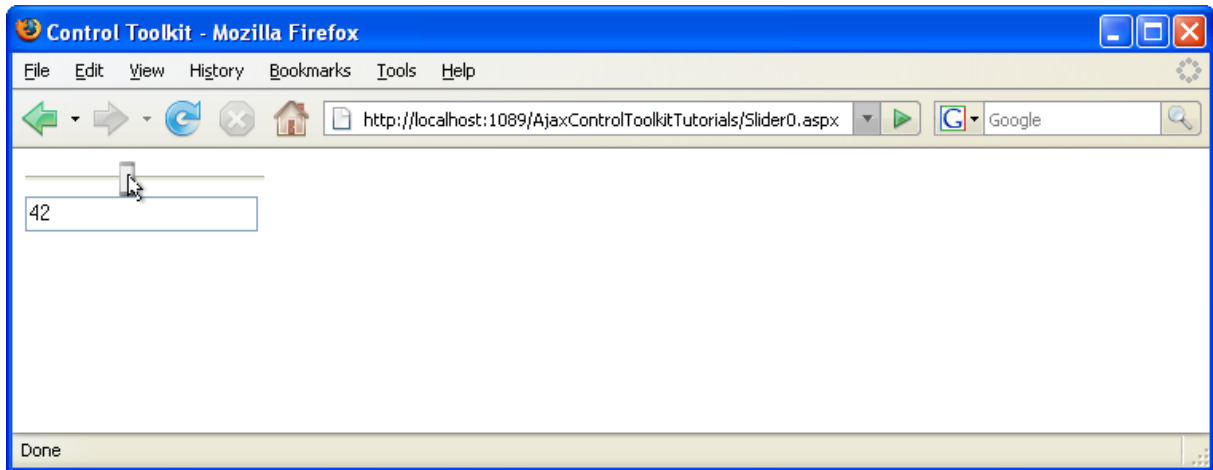 Control Toolkit - Mozilla Firefox
File Edit View History Bookmarks Tools Help
http://localhost:1089/AjaxControlToolkitTutorials/Slider0.aspx G Google
42
Done